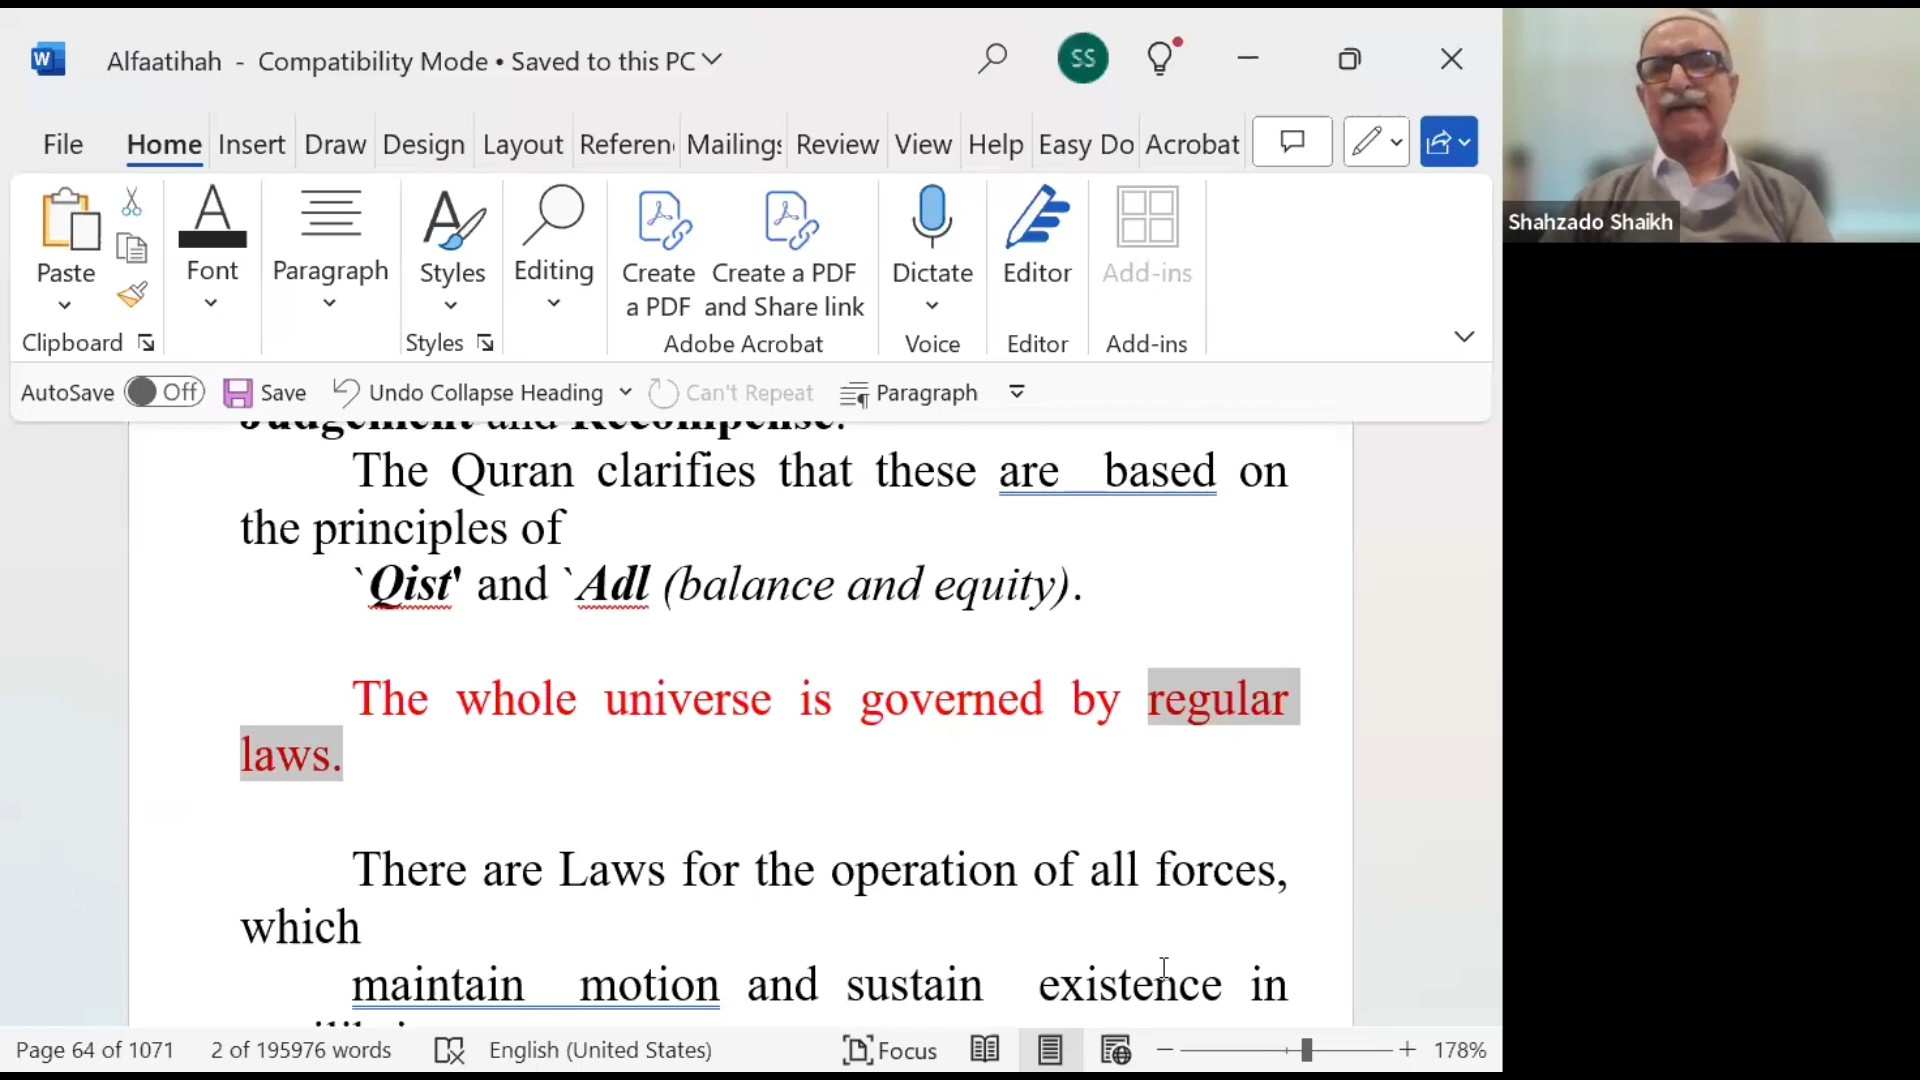 W Alfaatihah - Compatibility Mode • Saved to this PC SS
File Home Insert Draw Design Layout Referen Mailings Review View Help Easy Do Acrobat
Paste Font Paragraph Styles Editing Create a PDF Create a PDF and Share link Dictate Editor Add-ins
Clipboard Styles Adobe Acrobat Voice Editor Add-ins
AutoSave Off Save Undo Collapse Heading Can't Repeat Paragraph
Judgement and Recompense.
The Quran clarifies that these are based on
the principles of
`Qist' and `Adl (balance and equity).
The whole universe is governed by regular
laws.
There are Laws for the operation of all forces,
which
maintain motion and sustain existence in
Page 64 of 1071 2 of 195976 words English (United States) Focus 178%
Shahzado Shaikh